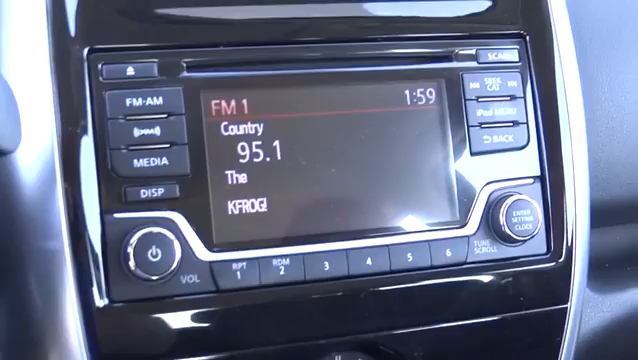 SCAN
FM·AM
SEEK
CAT
FM 1
1:59
(XM)
iPod MENU
Country
95.1
MEDIA
BACK
The
DISP
KFROG!
ENTER
SETTING
CLOCK
VOL
RPT
1
RDM
2
3
4
5
6
TUNE
SCROLL